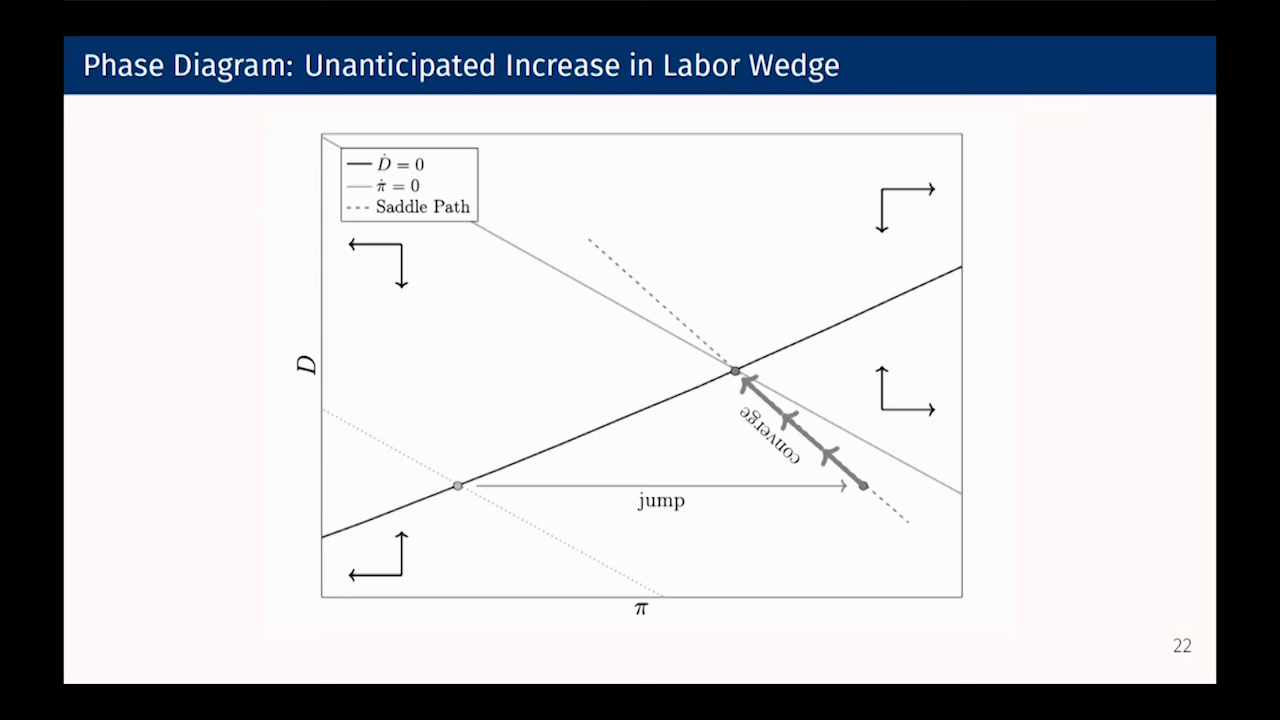 Phase Diagram: Unanticipated Increase in Labor Wedge
Ḋ = 0
π̇ = 0
Saddle Path
D
converge
jump
π
22